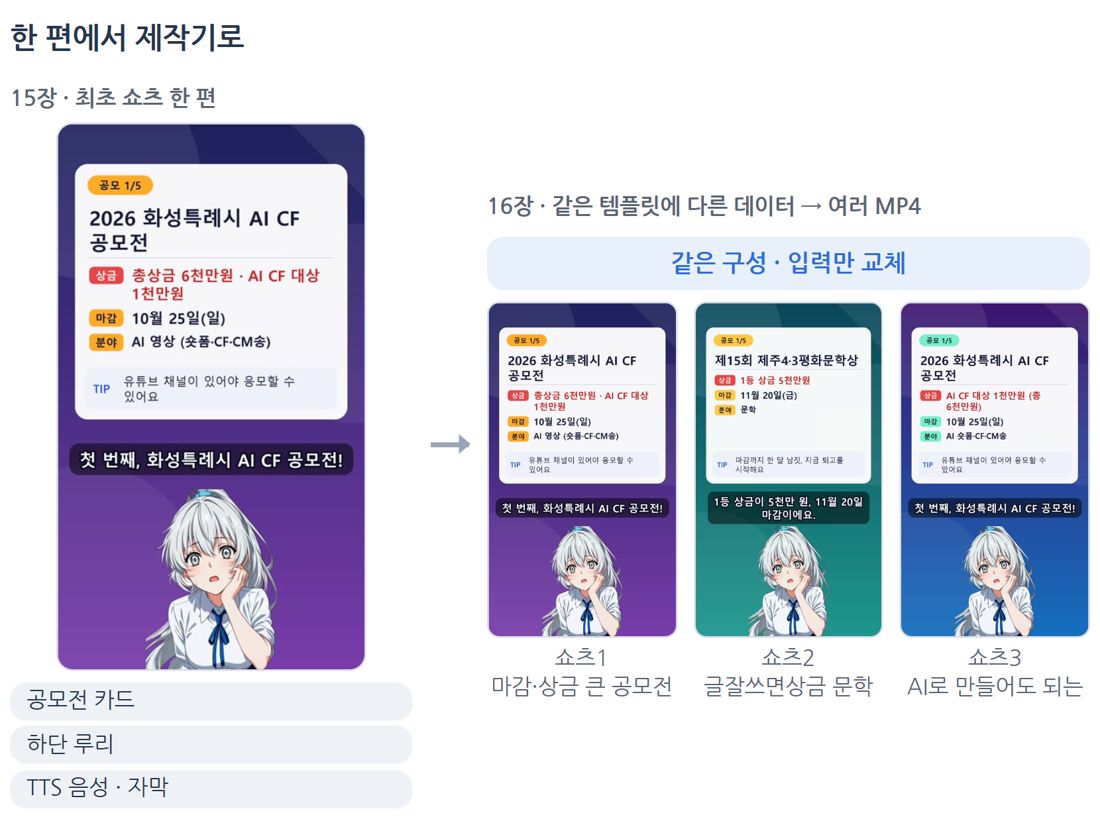 한 편에서 제작기로
15장 · 최초 쇼츠 한 편
공모 1/5
2026 화성특례시 AI CF
공모전
상금 총상금 6천만원 · AI CF 대상
1천만원
마감 10월 25일(일)
분야 AI 영상 (숏폼·CF·CM송)
TIP 유튜브 채널이 있어야 응모할 수
있어요
첫 번째, 화성특례시 AI CF 공모전!
공모전 카드
하단 루리
TTS 음성 · 자막
→
16장 · 같은 템플릿에 다른 데이터 → 여러 MP4
같은 구성 · 입력만 교체
공모 1/5
2026 화성특례시 AI CF
공모전
상금 총상금 6천만원 · AI CF 대상
1천만원
마감 10월 25일(일)
분야 AI 영상 (숏폼·CF·CM송)
TIP 유튜브 채널이 있어야 응모할 수
있어요
첫 번째, 화성특례시 AI CF 공모전!
쇼츠1
마감·상금 큰 공모전
공모 1/5
제15회 제주4·3평화문학상
상금 1등 상금 5천만원
마감 11월 20일(금)
분야 문학
TIP 마감까지 한 달 남짓, 지금 퇴고를
시작해요
1등 상금이 5천만 원, 11월 20일
마감이에요.
쇼츠2
글잘쓰면상금 문학
공모 1/5
2026 화성특례시 AI CF
공모전
상금 AI CF 대상 1천만원 (총
6천만원)
마감 10월 25일(일)
분야 AI 숏폼·CF·CM송
TIP 유튜브 채널이 있어야 응모할 수
있어요
첫 번째, 화성특례시 AI CF 공모전!
쇼츠3
AI로 만들어도 되는